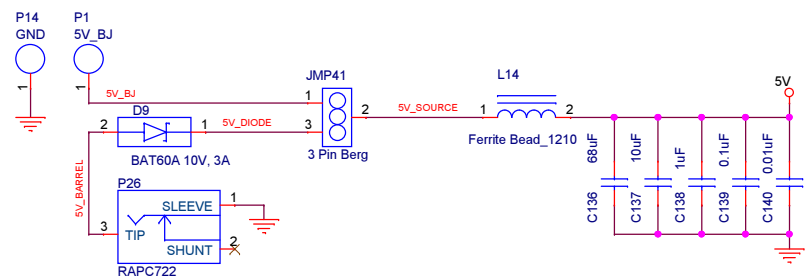 P14
GND
1
P1
5V_BJ
1
5V_BJ
D9
2
1
BAT60A 10V, 3A
5V_DIODE
5V_BARREL
P26
SLEEVE
1
3
TIP
SHUNT
2
RAPC722
JMP41
1
2
3
3 Pin Berg
5V_SOURCE
L14
1
2
Ferrite Bead_1210
5V
68uF
10uF
1uF
0.1uF
0.01uF
C136
C137
C138
C139
C140